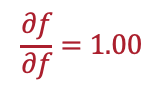 ∂f/∂f = 1.00